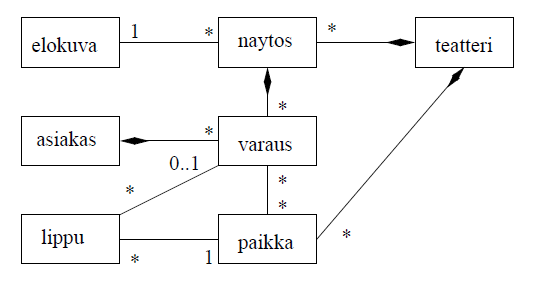 elokuva 1 * naytos * teatteri
*
asiakas * varaus
0..1
* *
*
lippu * 1 paikka *